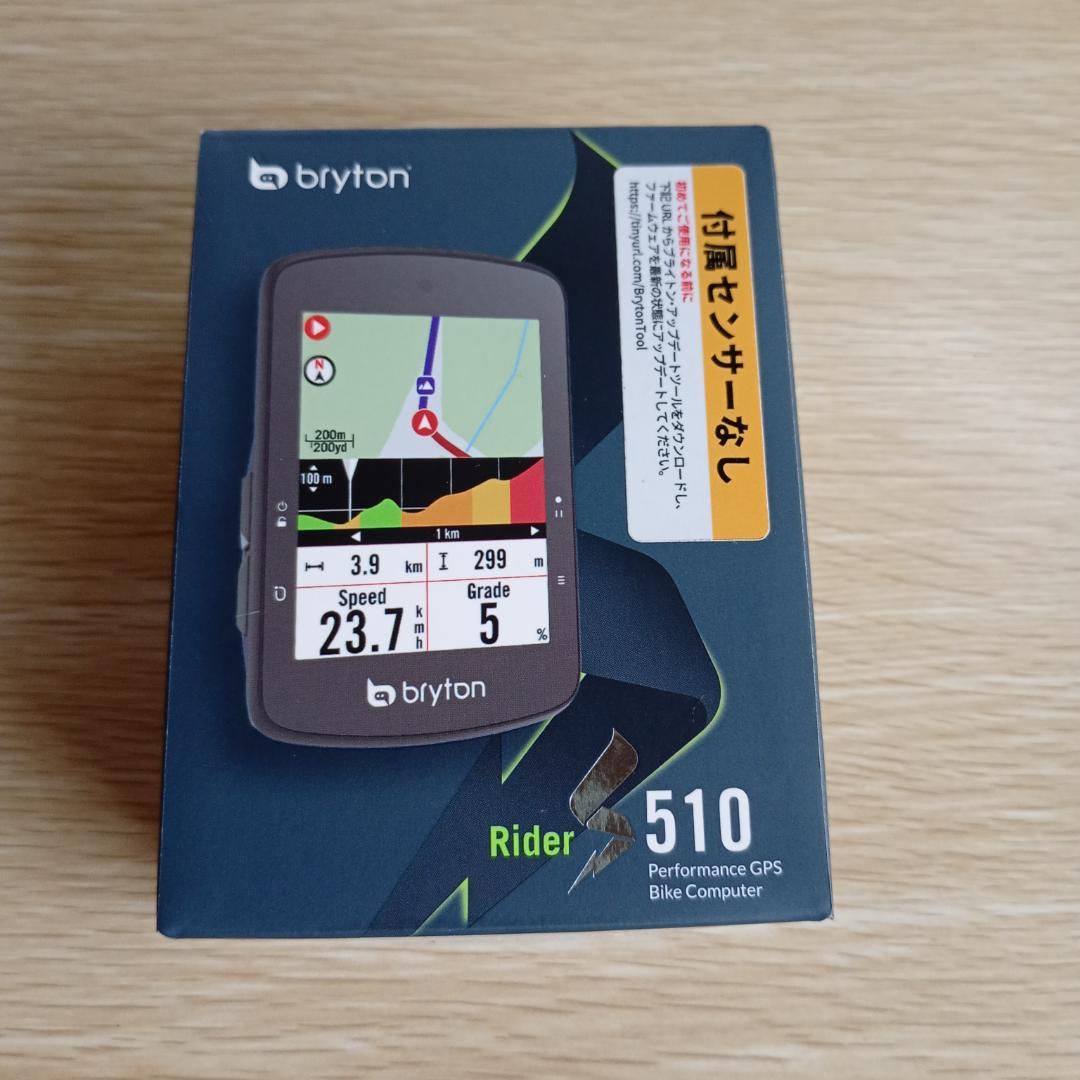 bryton
付属センサーなし
初めてご使用になる前に
下記 URL からブライトン・アップデートツールをダウンロードし、
ファームウェアを最新の状態にアップデートしてください。
https://tinyurl.com/BrytonTool
N
200m
200yd
100 m
1 km
3.9 km
299 m
Speed
23.7 kmh
Grade
5 %
bryton
Rider S 510
Performance GPS
Bike Computer